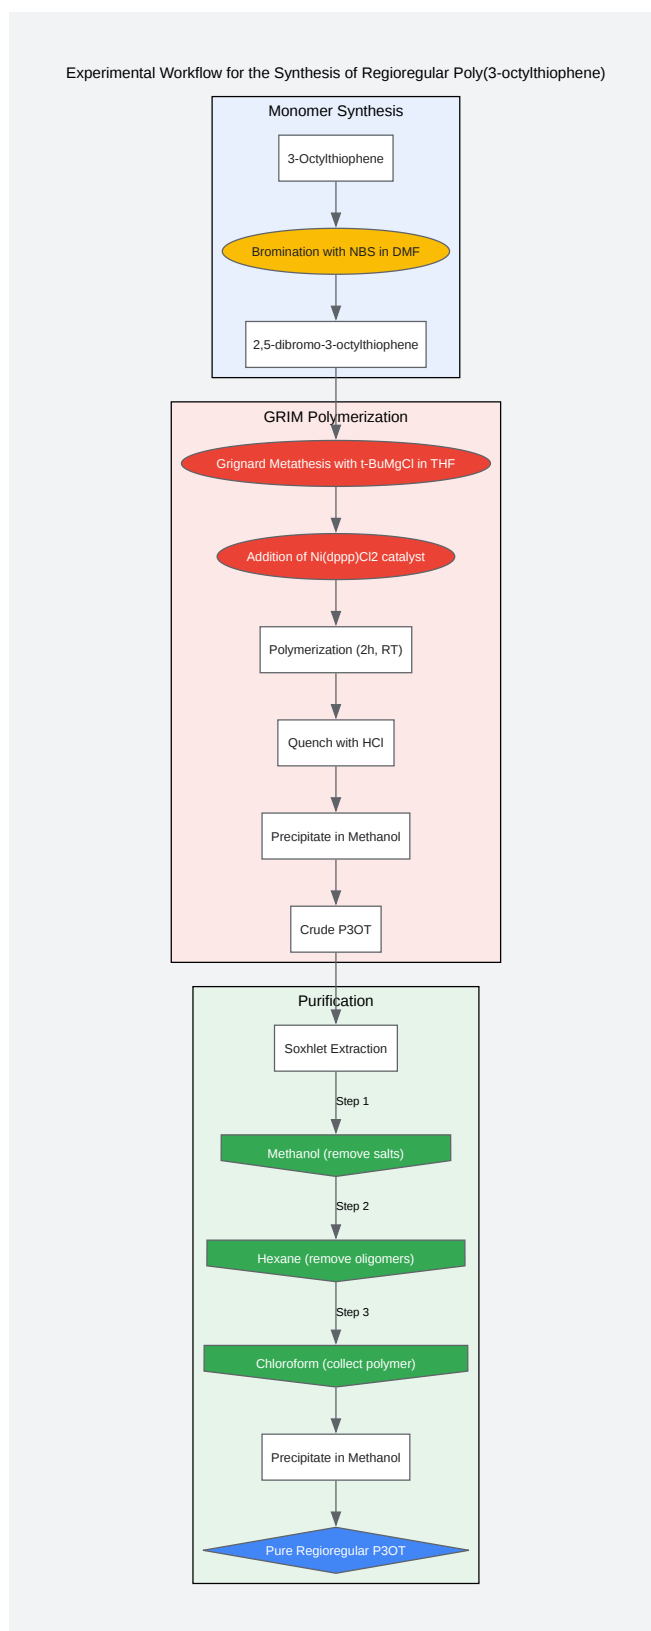 Experimental Workflow for the Synthesis of Regioregular Poly(3-octylthiophene)
Monomer Synthesis
3-Octylthiophene
Bromination with NBS in DMF
2,5-dibromo-3-octylthiophene
GRIM Polymerization
Grignard Metathesis with t-BuMgCl in THF
Addition of Ni(dppp)Cl2 catalyst
Polymerization (2h, RT)
Quench with HCl
Precipitate in Methanol
Crude P3OT
Purification
Soxhlet Extraction
Step 1
Methanol (remove salts)
Step 2
Hexane (remove oligomers)
Step 3
Chloroform (collect polymer)
Precipitate in Methanol
Pure Regioregular P3OT